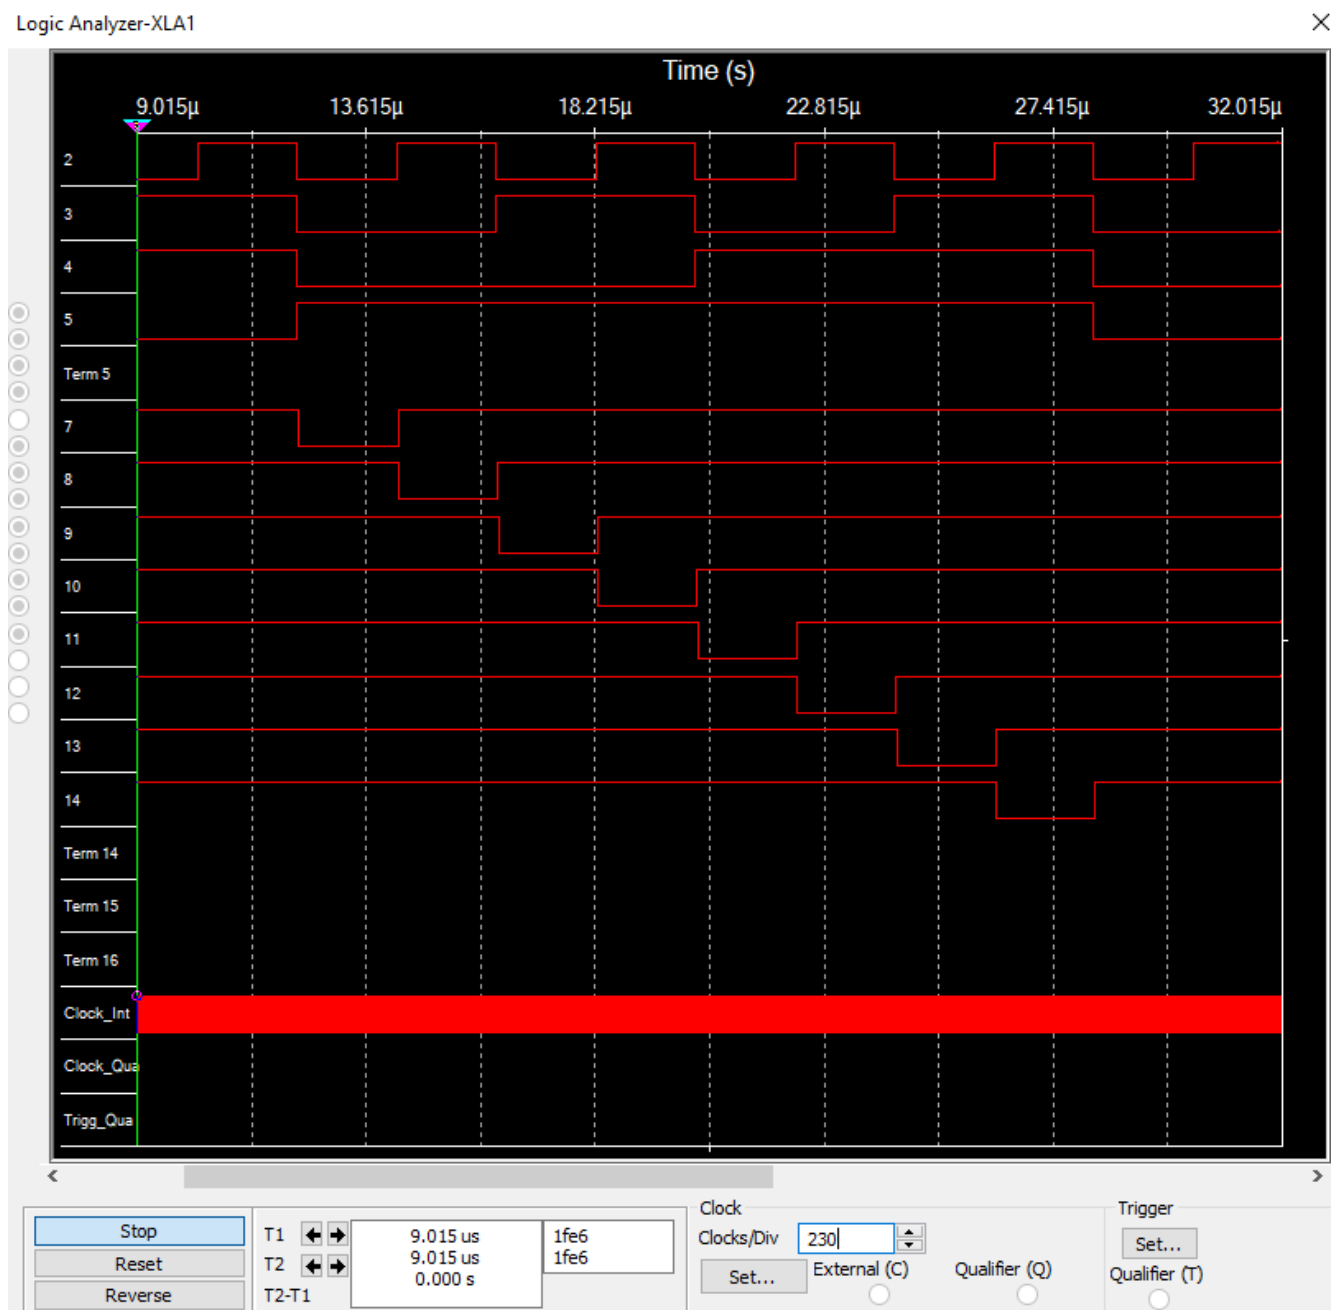 Logic Analyzer-XLA1
Time (s)
9.015µ 13.615µ 18.215µ 22.815µ 27.415µ 32.015µ
2
3
4
5
Term 5
7
8
9
10
11
12
13
14
Term 14
Term 15
Term 16
Clock_Int
Clock_Qua
Trigg_Qua
Stop
Reset
Reverse
T1 9.015 us 1fe6
T2 9.015 us 1fe6
T2-T1 0.000 s
Clock
Clocks/Div 230
Set... External (C) Qualifier (Q)
Trigger
Set...
Qualifier (T)